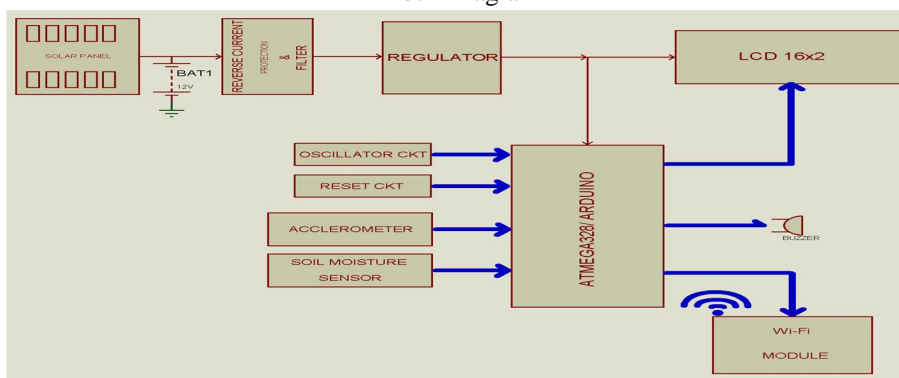 SOLAR PANEL
BAT1
12V
REVERSE CURRENT
PROTECTION
&
FILTER
REGULATOR
LCD 16x2
OSCILLATOR CKT
RESET CKT
ACCLEROMETER
SOIL MOISTURE
SENSOR
ATMEGA328/ ARDUINO
BUZZER
Wi-Fi
MODULE